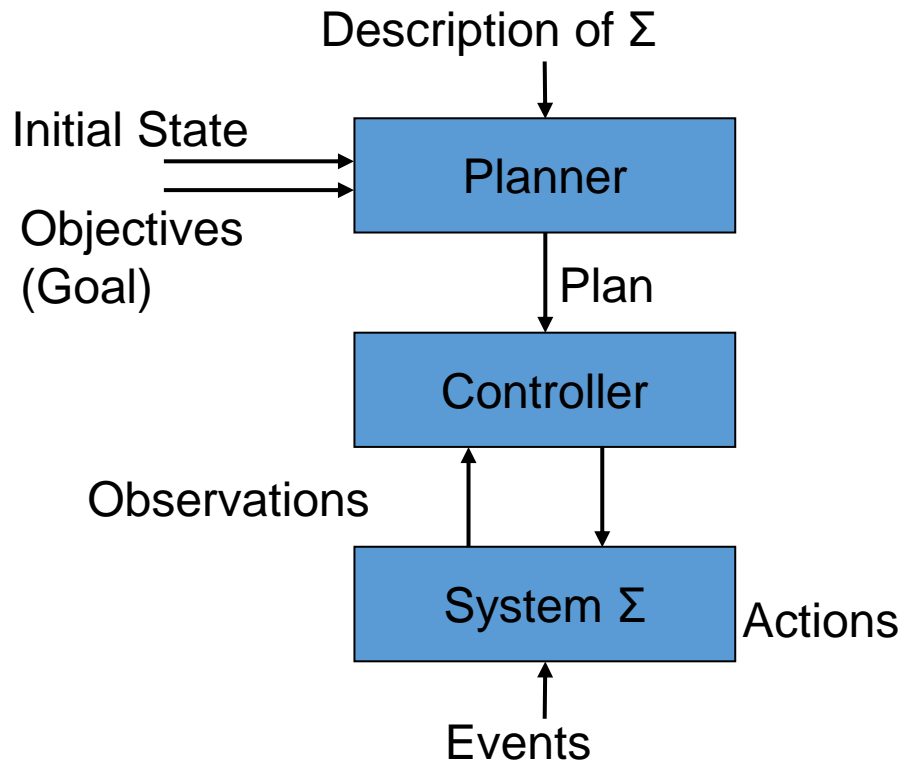 Description of Σ
Initial State
Planner
Objectives
(Goal)
Plan
Controller
Observations
System Σ
Actions
Events